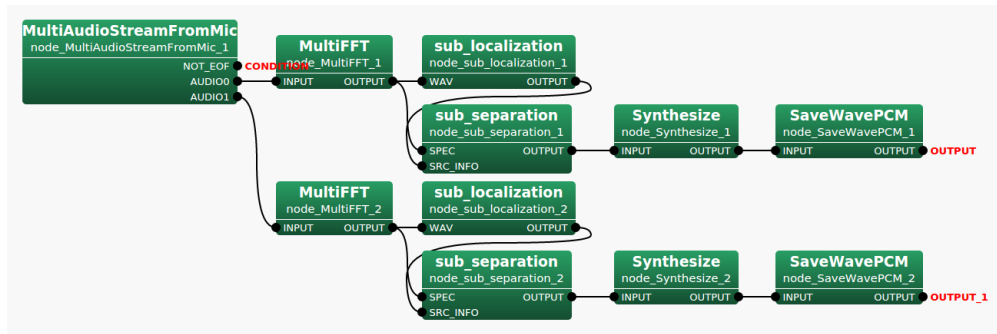 MultiAudioStreamFromMic
node_MultiAudioStreamFromMic_1
NOT_EOF CONDITION
AUDIO0
AUDIO1
MultiFFT
node_MultiFFT_1
INPUT OUTPUT
sub_localization
node_sub_localization_1
WAV OUTPUT
sub_separation
node_sub_separation_1
SPEC OUTPUT
SRC_INFO
Synthesize
node_Synthesize_1
INPUT OUTPUT
SaveWavePCM
node_SaveWavePCM_1
INPUT OUTPUT OUTPUT
MultiFFT
node_MultiFFT_2
INPUT OUTPUT
sub_localization
node_sub_localization_2
WAV OUTPUT
sub_separation
node_sub_separation_2
SPEC OUTPUT
SRC_INFO
Synthesize
node_Synthesize_2
INPUT OUTPUT
SaveWavePCM
node_SaveWavePCM_2
INPUT OUTPUT OUTPUT_1